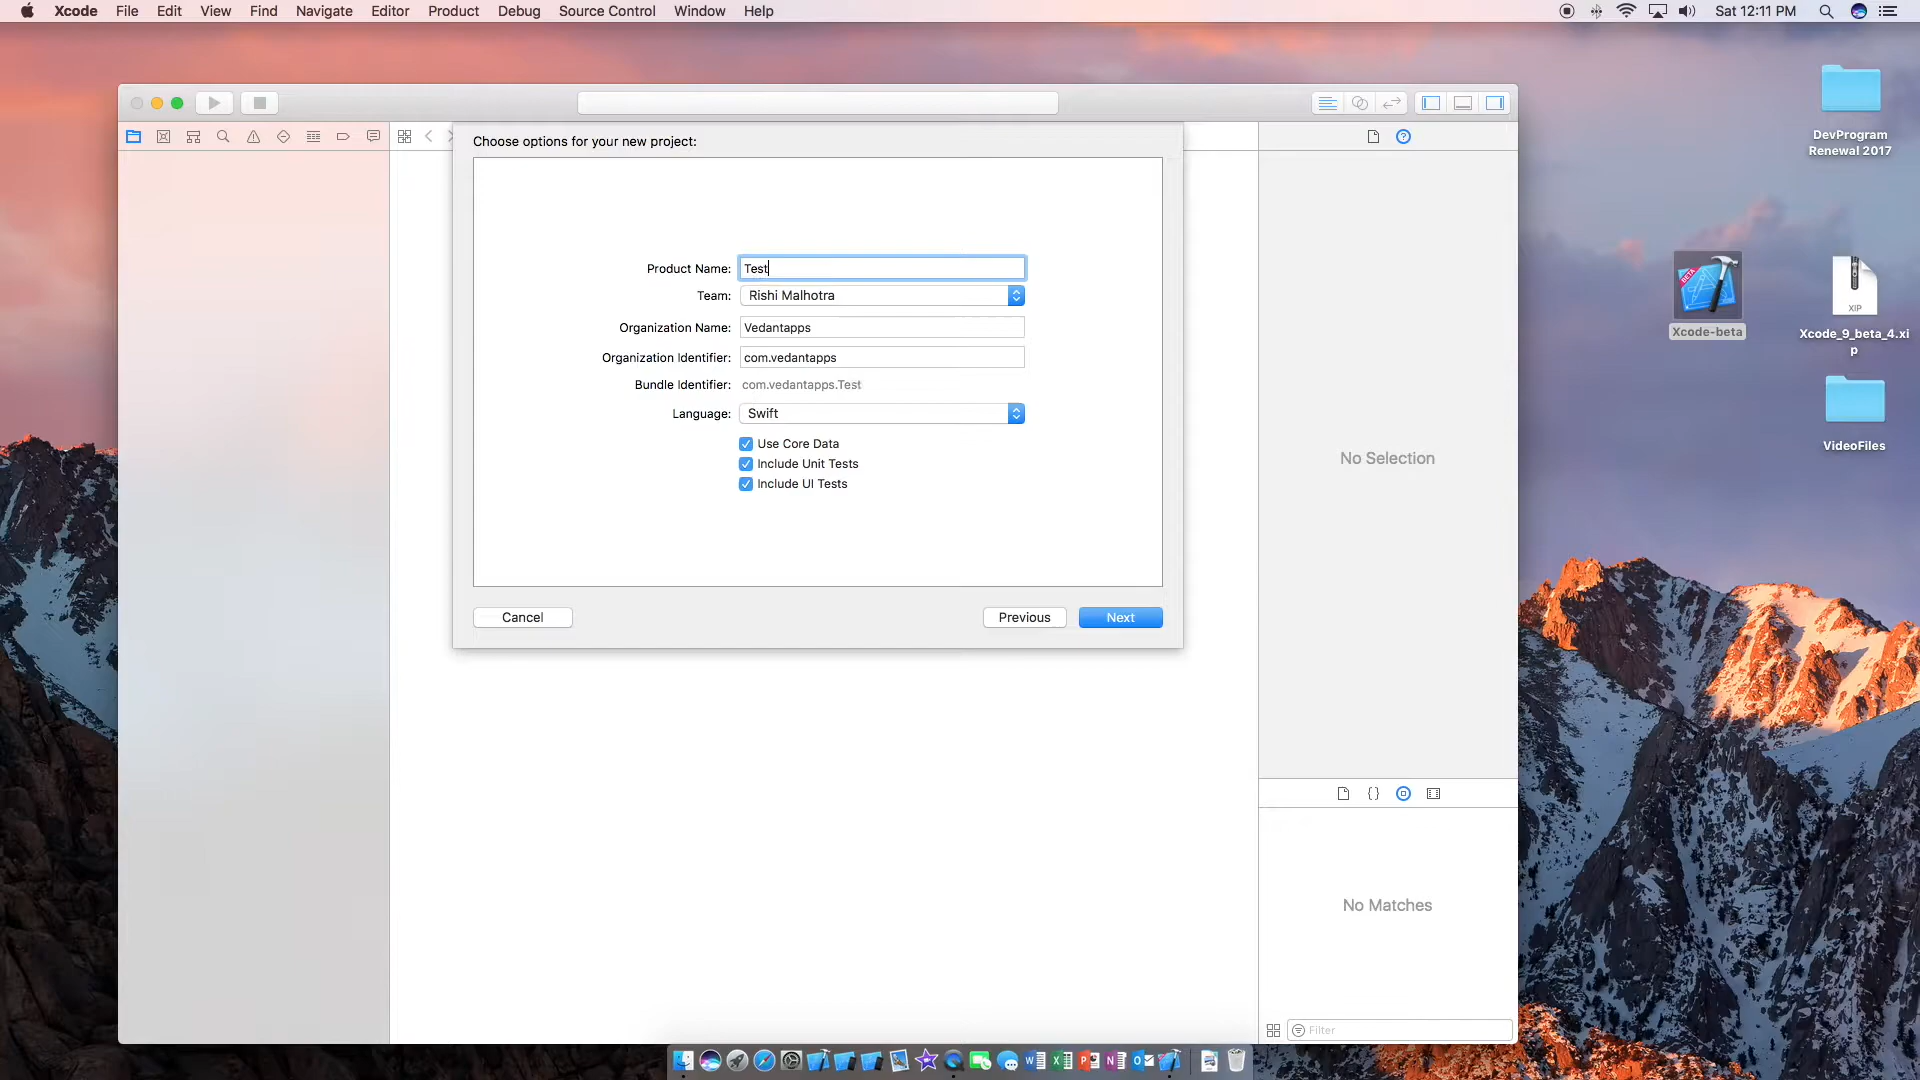 Xcode File Edit View Find Navigate Editor Product Debug Source Control Window Help Sat 12:11 PM
DevProgram
Renewal 2017
Choose options for your new project:
Product Name: Test
Team: Rishi Malhotra
Organization Name: Vedantapps
Organization Identifier: com.vedantapps
Bundle Identifier: com.vedantapps.Test
Language: Swift
Use Core Data
Include Unit Tests
Include UI Tests
Cancel Previous Next
BETA
Xcode-beta
XIP
Xcode_9_beta_4.xi
p
VideoFiles
No Selection
{ }
No Matches
Filter